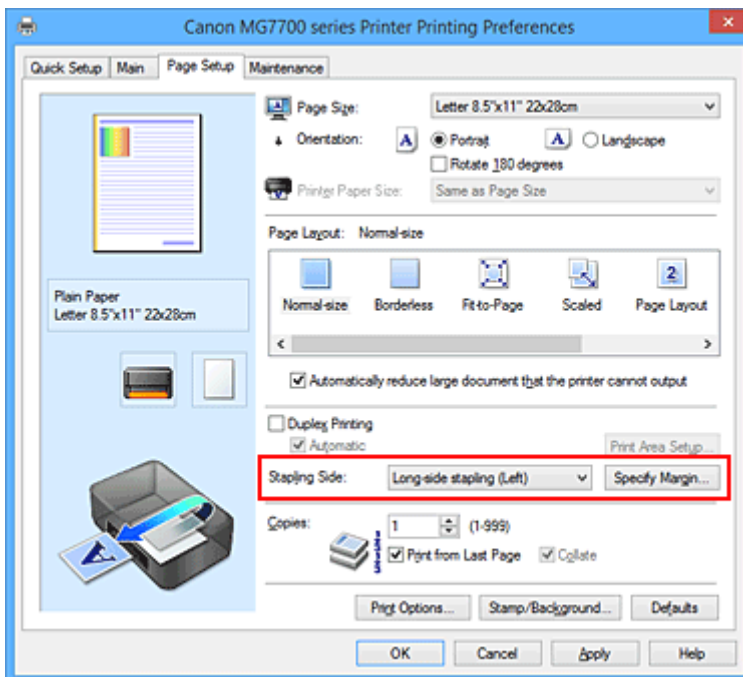 Canon MG7700 series Printer Printing Preferences
Quick Setup Main Page Setup Maintenance
Page Size: Letter 8.5"x11" 22x28cm
Orientation: A Portrait A Landscape
Rotate 180 degrees
Printer Paper Size: Same as Page Size
Page Layout: Normal-size
2
Normal-size Borderless Fit-to-Page Scaled Page Layout
Plain Paper
Letter 8.5"x11" 22x28cm
Automatically reduce large document that the printer cannot output
Duplex Printing
Automatic Print Area Setup...
Stapling Side: Long-side stapling (Left) Specify Margin...
Copies: 1 (1-999)
Print from Last Page Collate
A
Print Options... Stamp/Background... Defaults
OK Cancel Apply Help